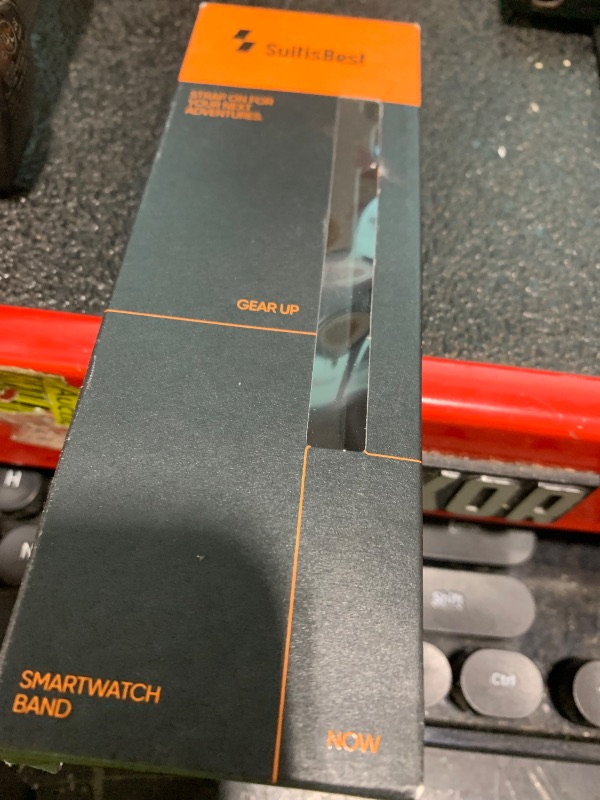 SuitisBest
STRAP ON FOR
YOUR NEXT
ADVENTURES.
GEAR UP
H
N
Shift
Ctrl
SMARTWATCH
BAND
NOW